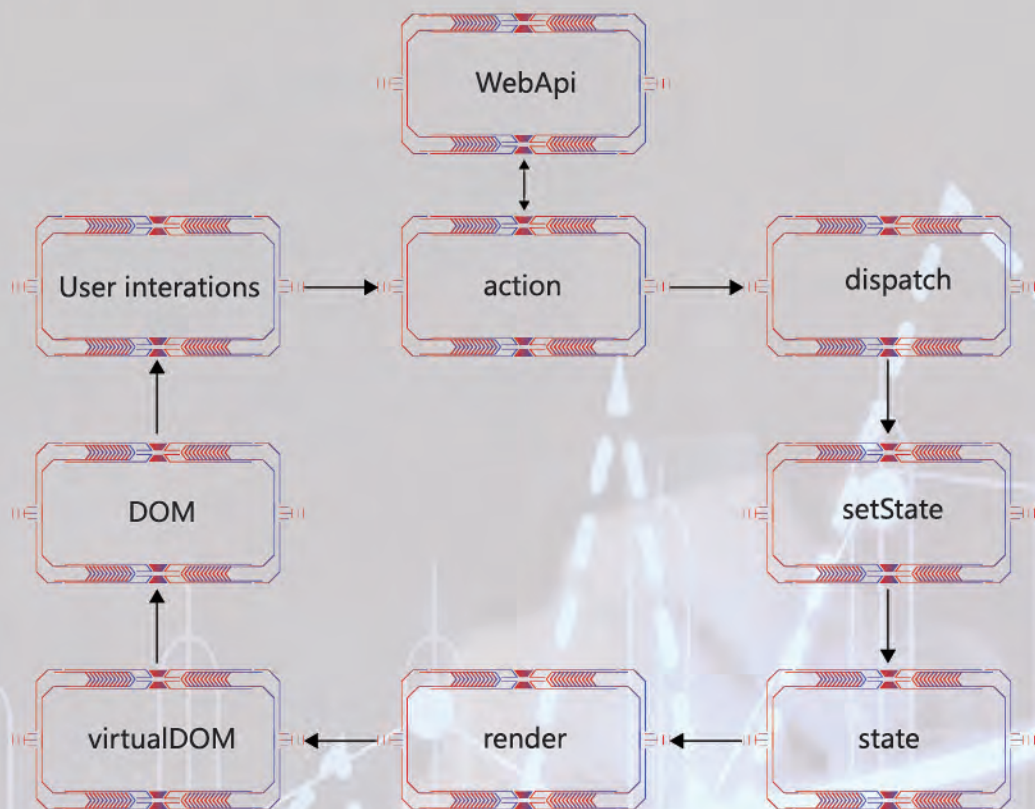 WebApi
User interations
action
dispatch
DOM
setState
virtualDOM
render
state